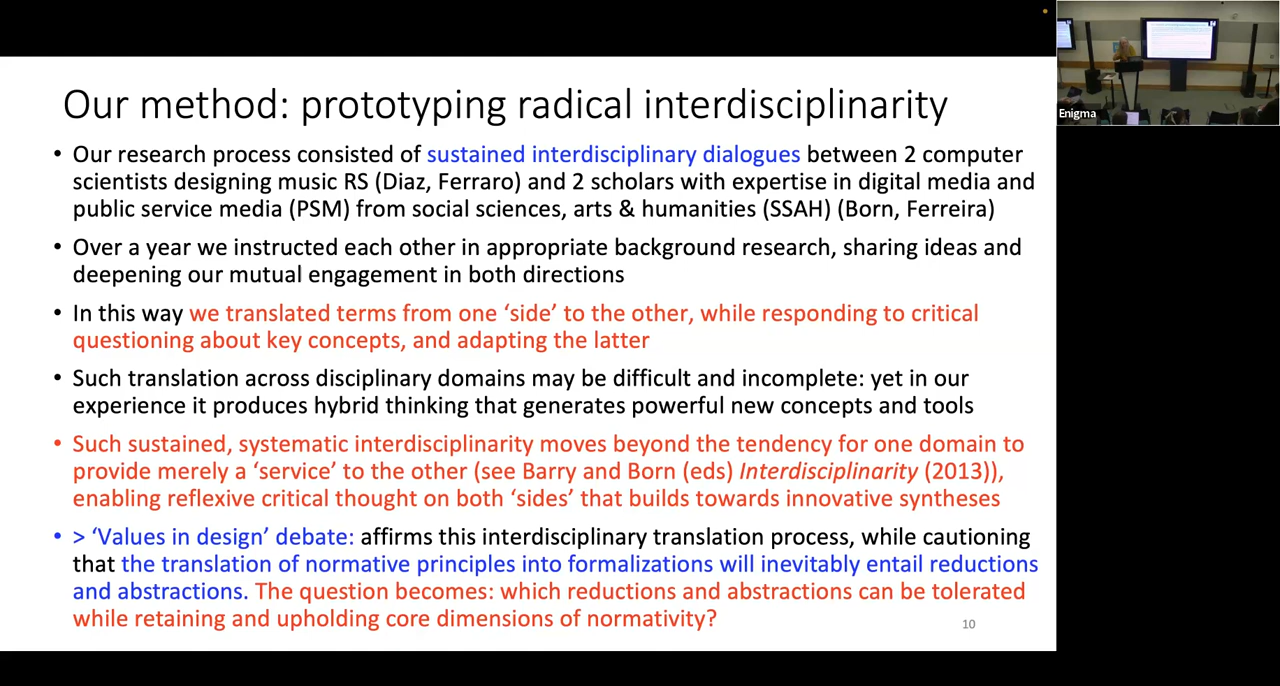 Our method: prototyping radical interdisciplinarity
• Our research process consisted of sustained interdisciplinary dialogues between 2 computer
scientists designing music RS (Diaz, Ferraro) and 2 scholars with expertise in digital media and
public service media (PSM) from social sciences, arts & humanities (SSAH) (Born, Ferreira)
• Over a year we instructed each other in appropriate background research, sharing ideas and
deepening our mutual engagement in both directions
• In this way we translated terms from one ‘side’ to the other, while responding to critical
questioning about key concepts, and adapting the latter
• Such translation across disciplinary domains may be difficult and incomplete: yet in our
experience it produces hybrid thinking that generates powerful new concepts and tools
• Such sustained, systematic interdisciplinarity moves beyond the tendency for one domain to
provide merely a ‘service’ to the other (see Barry and Born (eds) Interdisciplinarity (2013)),
enabling reflexive critical thought on both ‘sides’ that builds towards innovative syntheses
• > ‘Values in design’ debate: affirms this interdisciplinary translation process, while cautioning
that the translation of normative principles into formalizations will inevitably entail reductions
and abstractions. The question becomes: which reductions and abstractions can be tolerated
while retaining and upholding core dimensions of normativity?
10
Enigma